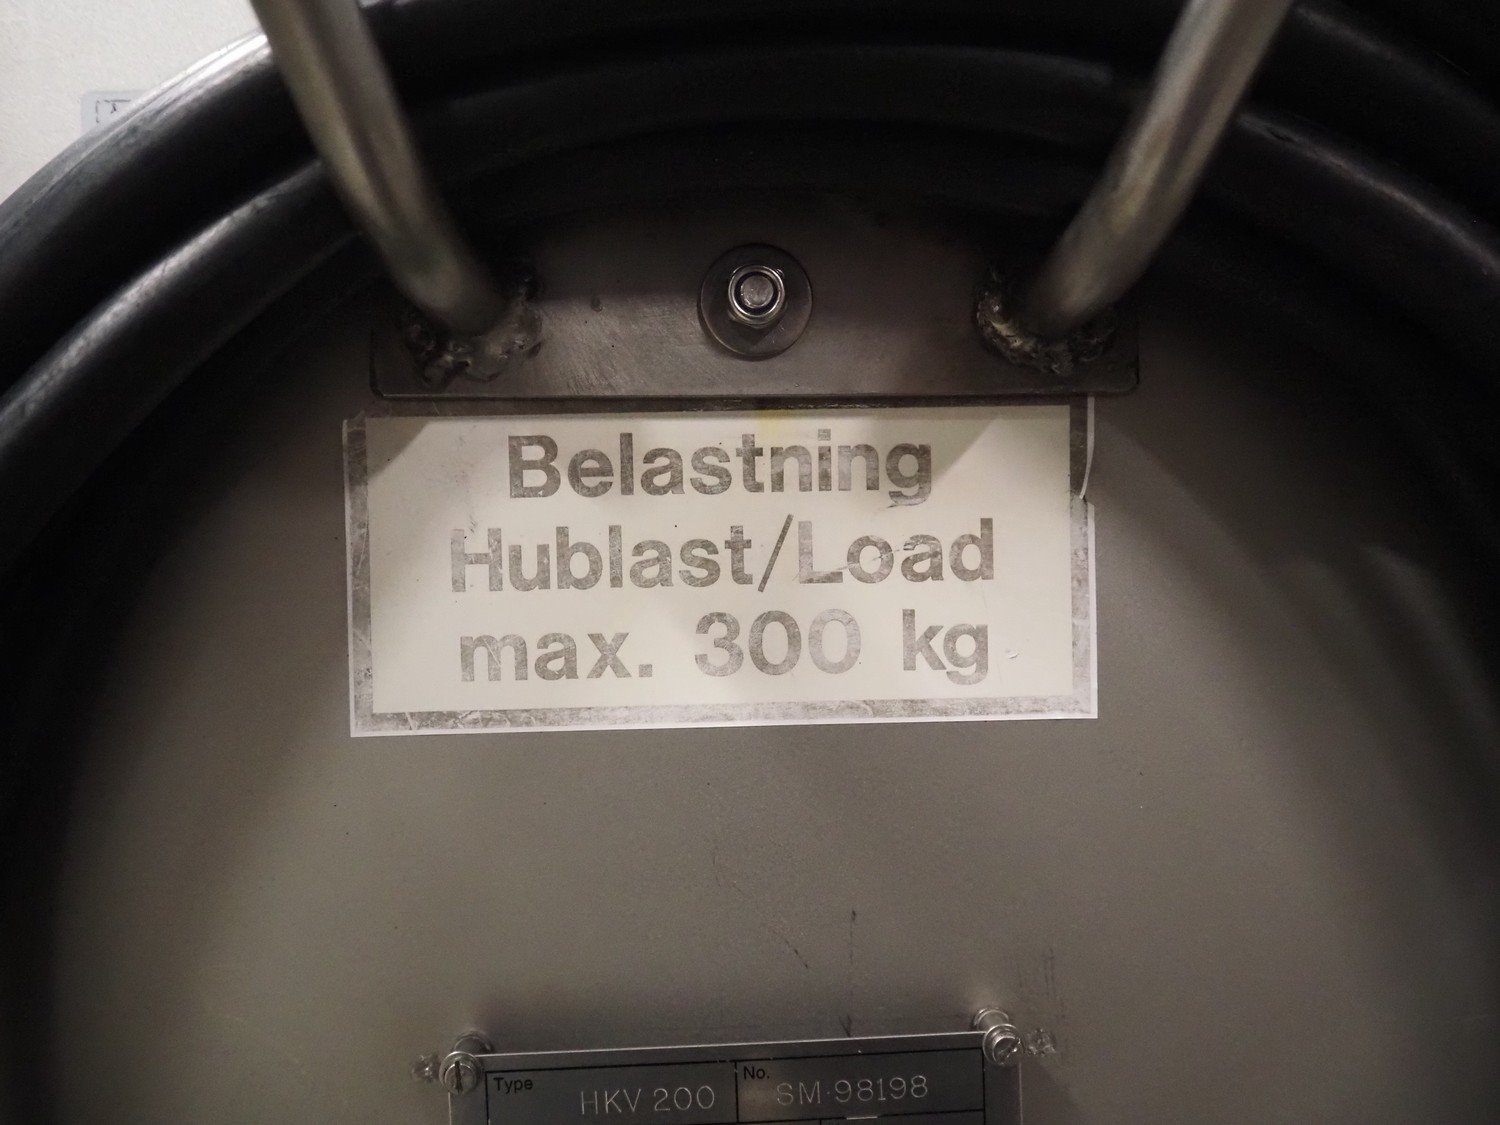 Belastning
Hublast/Load
max. 300 kg
Type HKV 200 No. SM-98198